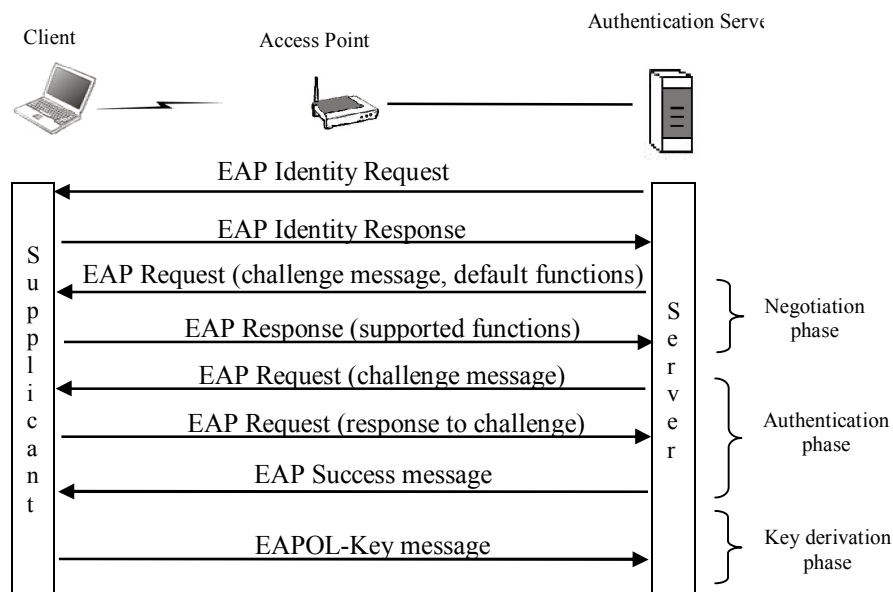 Client
Access Point
Authentication Serve
EAP Identity Request
EAP Identity Response
EAP Request (challenge message, default functions)
EAP Response (supported functions)
EAP Request (challenge message)
EAP Request (response to challenge)
EAP Success message
EAPOL-Key message
Supplicant
Server
Negotiation
phase
Authentication
phase
Key derivation
phase